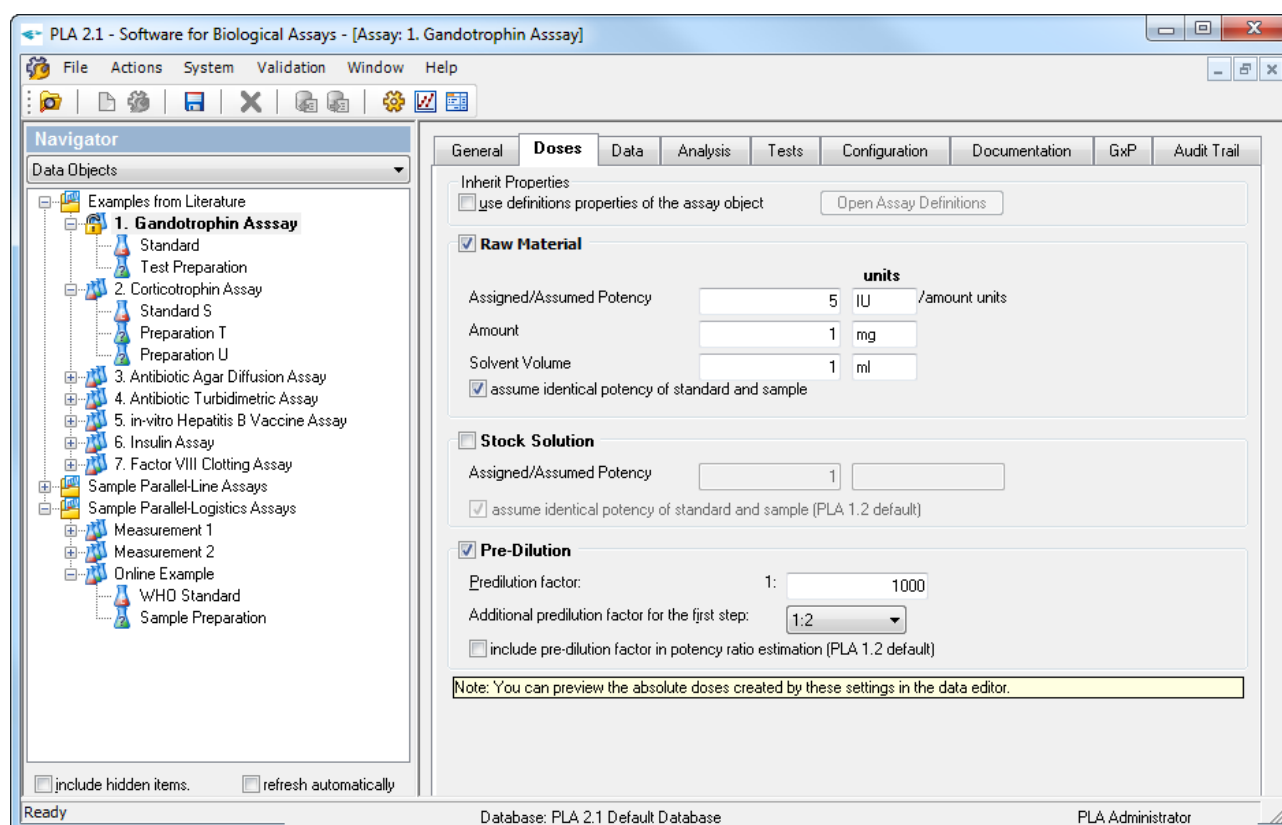 PLA 2.1 - Software for Biological Assays - [Assay: 1. Gandotrophin Asssay]
File Actions System Validation Window Help
Navigator
Data Objects
Examples from Literature
1. Gandotrophin Asssay
Standard
Test Preparation
2. Corticotrophin Assay
Standard S
Preparation T
Preparation U
3. Antibiotic Agar Diffusion Assay
4. Antibiotic Turbidimetric Assay
5. in-vitro Hepatitis B Vaccine Assay
6. Insulin Assay
7. Factor VIII Clotting Assay
Sample Parallel-Line Assays
Sample Parallel-Logistics Assays
Measurement 1
Measurement 2
Online Example
WHO Standard
Sample Preparation
include hidden items. refresh automatically
General Doses Data Analysis Tests Configuration Documentation GxP Audit Trail
Inherit Properties
use definitions properties of the assay object Open Assay Definitions
Raw Material
units
Assigned/Assumed Potency 5 IU /amount units
Amount 1 mg
Solvent Volume 1 ml
assume identical potency of standard and sample
Stock Solution
Assigned/Assumed Potency 1
assume identical potency of standard and sample (PLA 1.2 default)
Pre-Dilution
Predilution factor: 1: 1000
Additional predilution factor for the first step: 1:2
include pre-dilution factor in potency ratio estimation (PLA 1.2 default)
Note: You can preview the absolute doses created by these settings in the data editor.
Ready Database: PLA 2.1 Default Database PLA Administrator